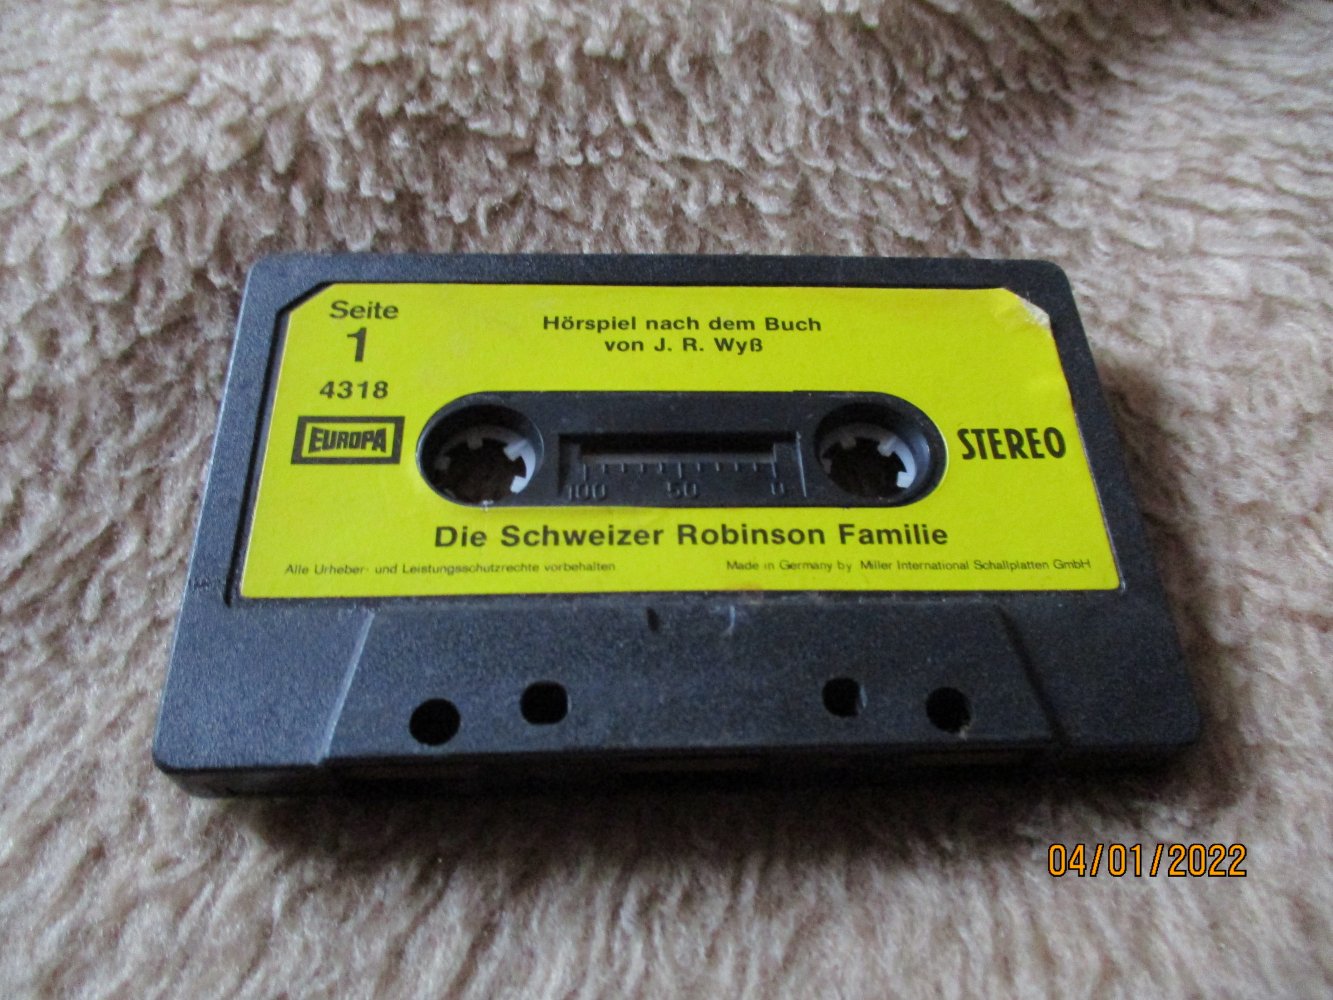 Seite
1
4318
EUROPA
Hörspiel nach dem Buch
von J. R. Wyß
STEREO
100 50 0
Die Schweizer Robinson Familie
Alle Urheber- und Leistungsschutzrechte vorbehalten
Made in Germany by Miller International Schallplatten GmbH
04/01/2022